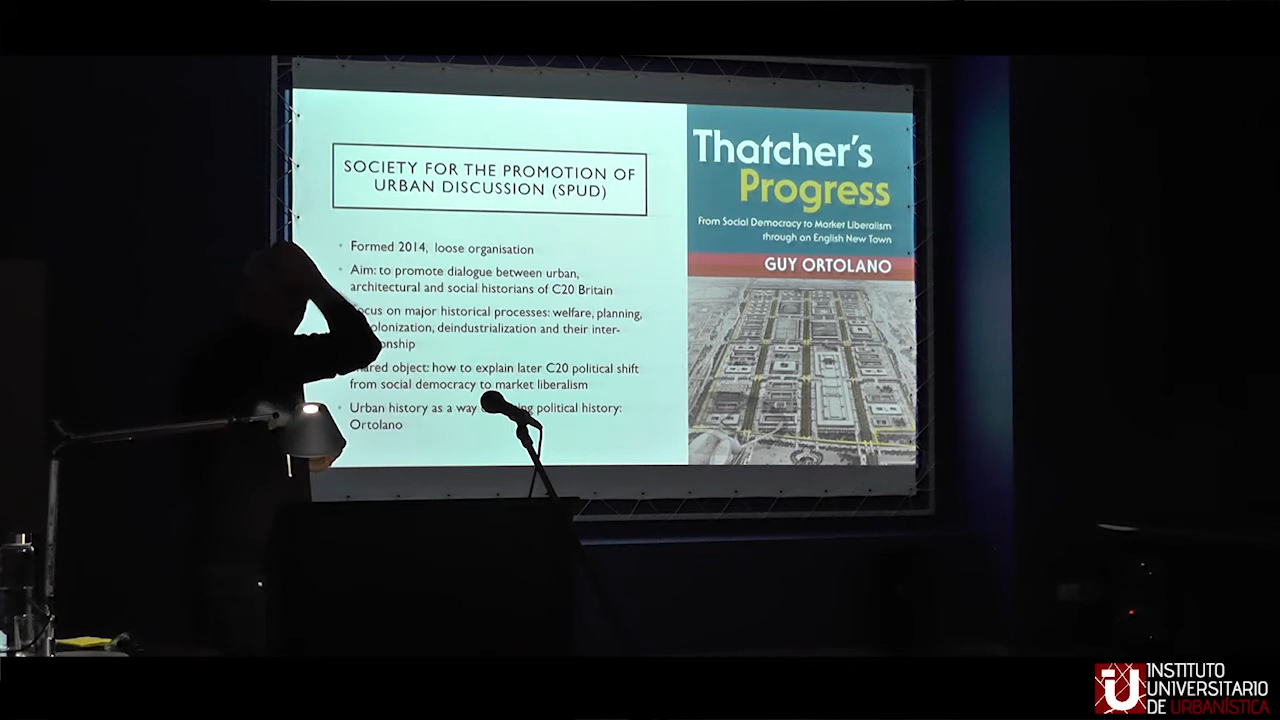 SOCIETY FOR THE PROMOTION OF
URBAN DISCUSSION (SPUD)
• Formed 2014, loose organisation
• Aim: to promote dialogue between urban,
architectural and social historians of C20 Britain
ocus on major historical processes: welfare, planning,
olonization, deindustrialization and their inter-
onship
ared object: how to explain later C20 political shift
from social democracy to market liberalism
• Urban history as a way political history:
Ortolano
Thatcher's
Progress
From Social Democracy to Market Liberalism
through an English New Town
GUY ORTOLANO
IU INSTITUTO
UNIVERSITARIO
DE URBANÍSTICA